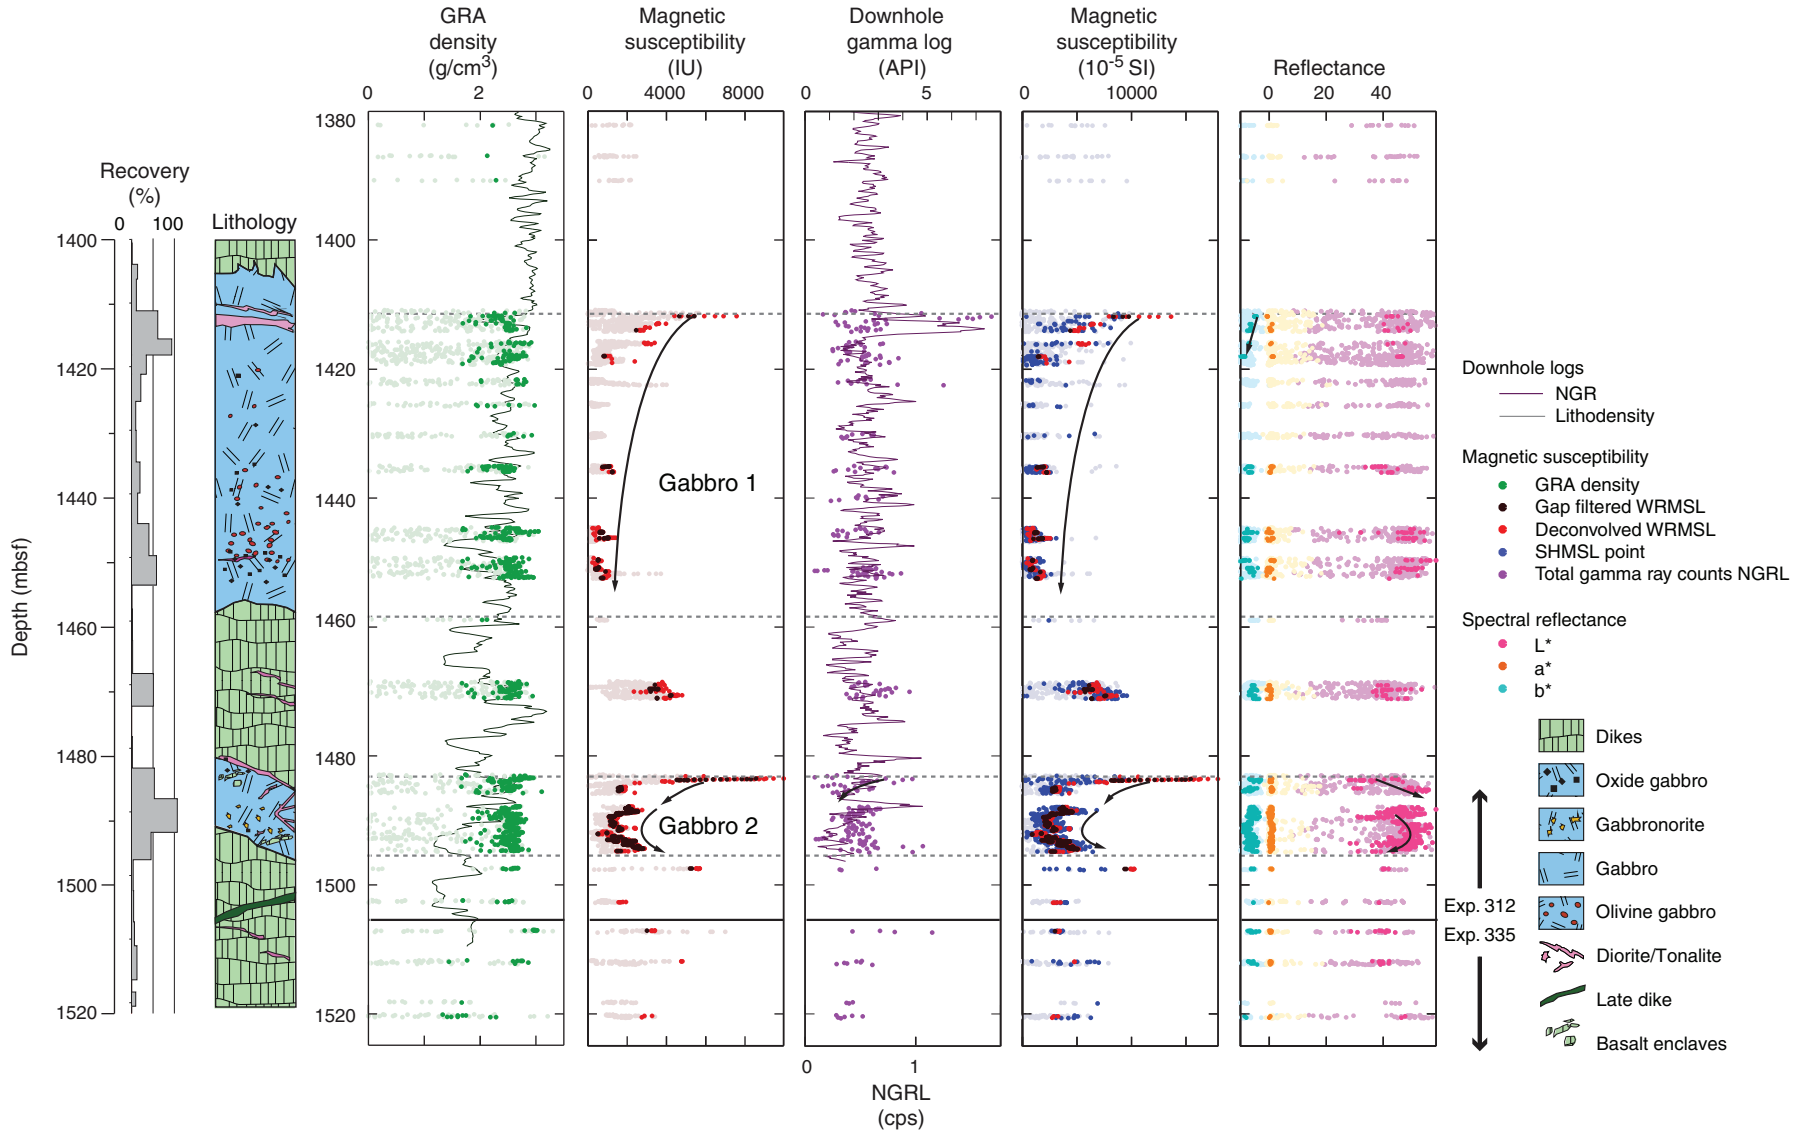 GRA
density
(g/cm3)
Magnetic
susceptibility
(IU)
Downhole
gamma log
(API)
Magnetic
susceptibility
(10-5 SI)
Reflectance
0 2
0 4000 8000
0 5
0 10000
0 20 40
Recovery
(%)
0 100
Lithology
Depth (mbsf)
1400
1420
1440
1460
1480
1500
1520
1380
1400
1420
1440
1460
1480
1500
1520
Gabbro 1
Gabbro 2
0 1
NGRL
(cps)
Exp. 312
Exp. 335
Downhole logs
NGR
Lithodensity
Magnetic susceptibility
GRA density
Gap filtered WRMSL
Deconvolved WRMSL
SHMSL point
Total gamma ray counts NGRL
Spectral reflectance
L*
a*
b*
Dikes
Oxide gabbro
Gabbronorite
Gabbro
Olivine gabbro
Diorite/Tonalite
Late dike
Basalt enclaves